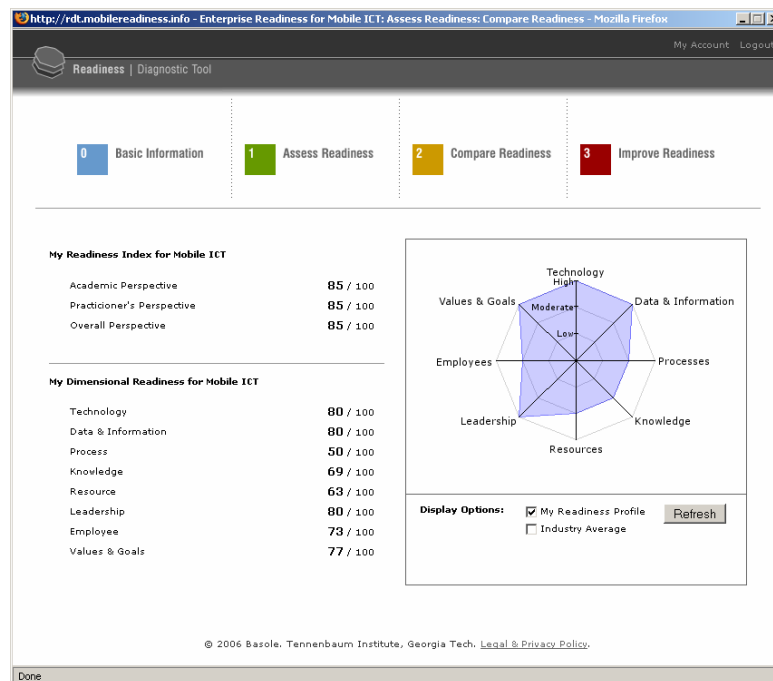 http://rdt.mobilereadiness.info - Enterprise Readiness for Mobile ICT: Assess Readiness: Compare Readiness - Mozilla Firefox
My Account Logout
Readiness | Diagnostic Tool
0 Basic Information 1 Assess Readiness 2 Compare Readiness 3 Improve Readiness
My Readiness Index for Mobile ICT
Academic Perspective 85 / 100
Practicioner's Perspective 85 / 100
Overall Perspective 85 / 100
My Dimensional Readiness for Mobile ICT
Technology 80 / 100
Data & Information 80 / 100
Process 50 / 100
Knowledge 69 / 100
Resource 63 / 100
Leadership 80 / 100
Employee 73 / 100
Values & Goals 77 / 100
Technology
High
Values & Goals Moderate Data & Information
Low
Employees Processes
Leadership Knowledge
Resources
Display Options: My Readiness Profile Refresh
Industry Average
© 2006 Basole. Tennenbaum Institute, Georgia Tech. Legal & Privacy Policy.
Done